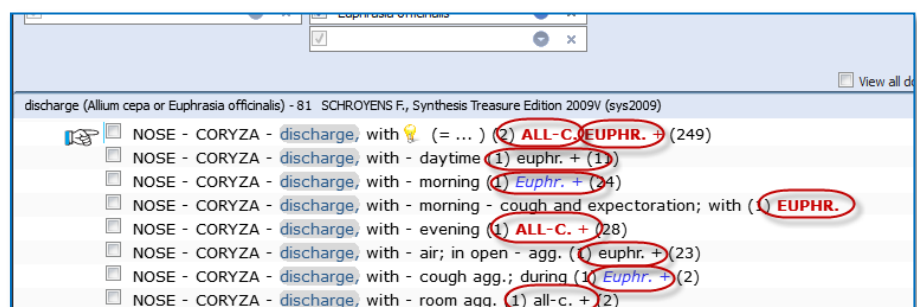 Euphrasia officinalis
View all do
discharge (Allium cepa or Euphrasia officinalis) - 81 SCHROYENS F., Synthesis Treasure Edition 2009V (sys2009)
NOSE - CORYZA - discharge, with (= ... ) (2) ALL-C. EUPHR. + (249)
NOSE - CORYZA - discharge, with - daytime (1) euphr. + (11)
NOSE - CORYZA - discharge, with - morning (1) Euphr. + (24)
NOSE - CORYZA - discharge, with - morning - cough and expectoration; with (1) EUPHR.
NOSE - CORYZA - discharge, with - evening (1) ALL-C. + (28)
NOSE - CORYZA - discharge, with - air; in open - agg. (1) euphr. + (23)
NOSE - CORYZA - discharge, with - cough agg.; during (1) Euphr. + (2)
NOSE - CORYZA - discharge, with - room agg. (1) all-c. + (2)